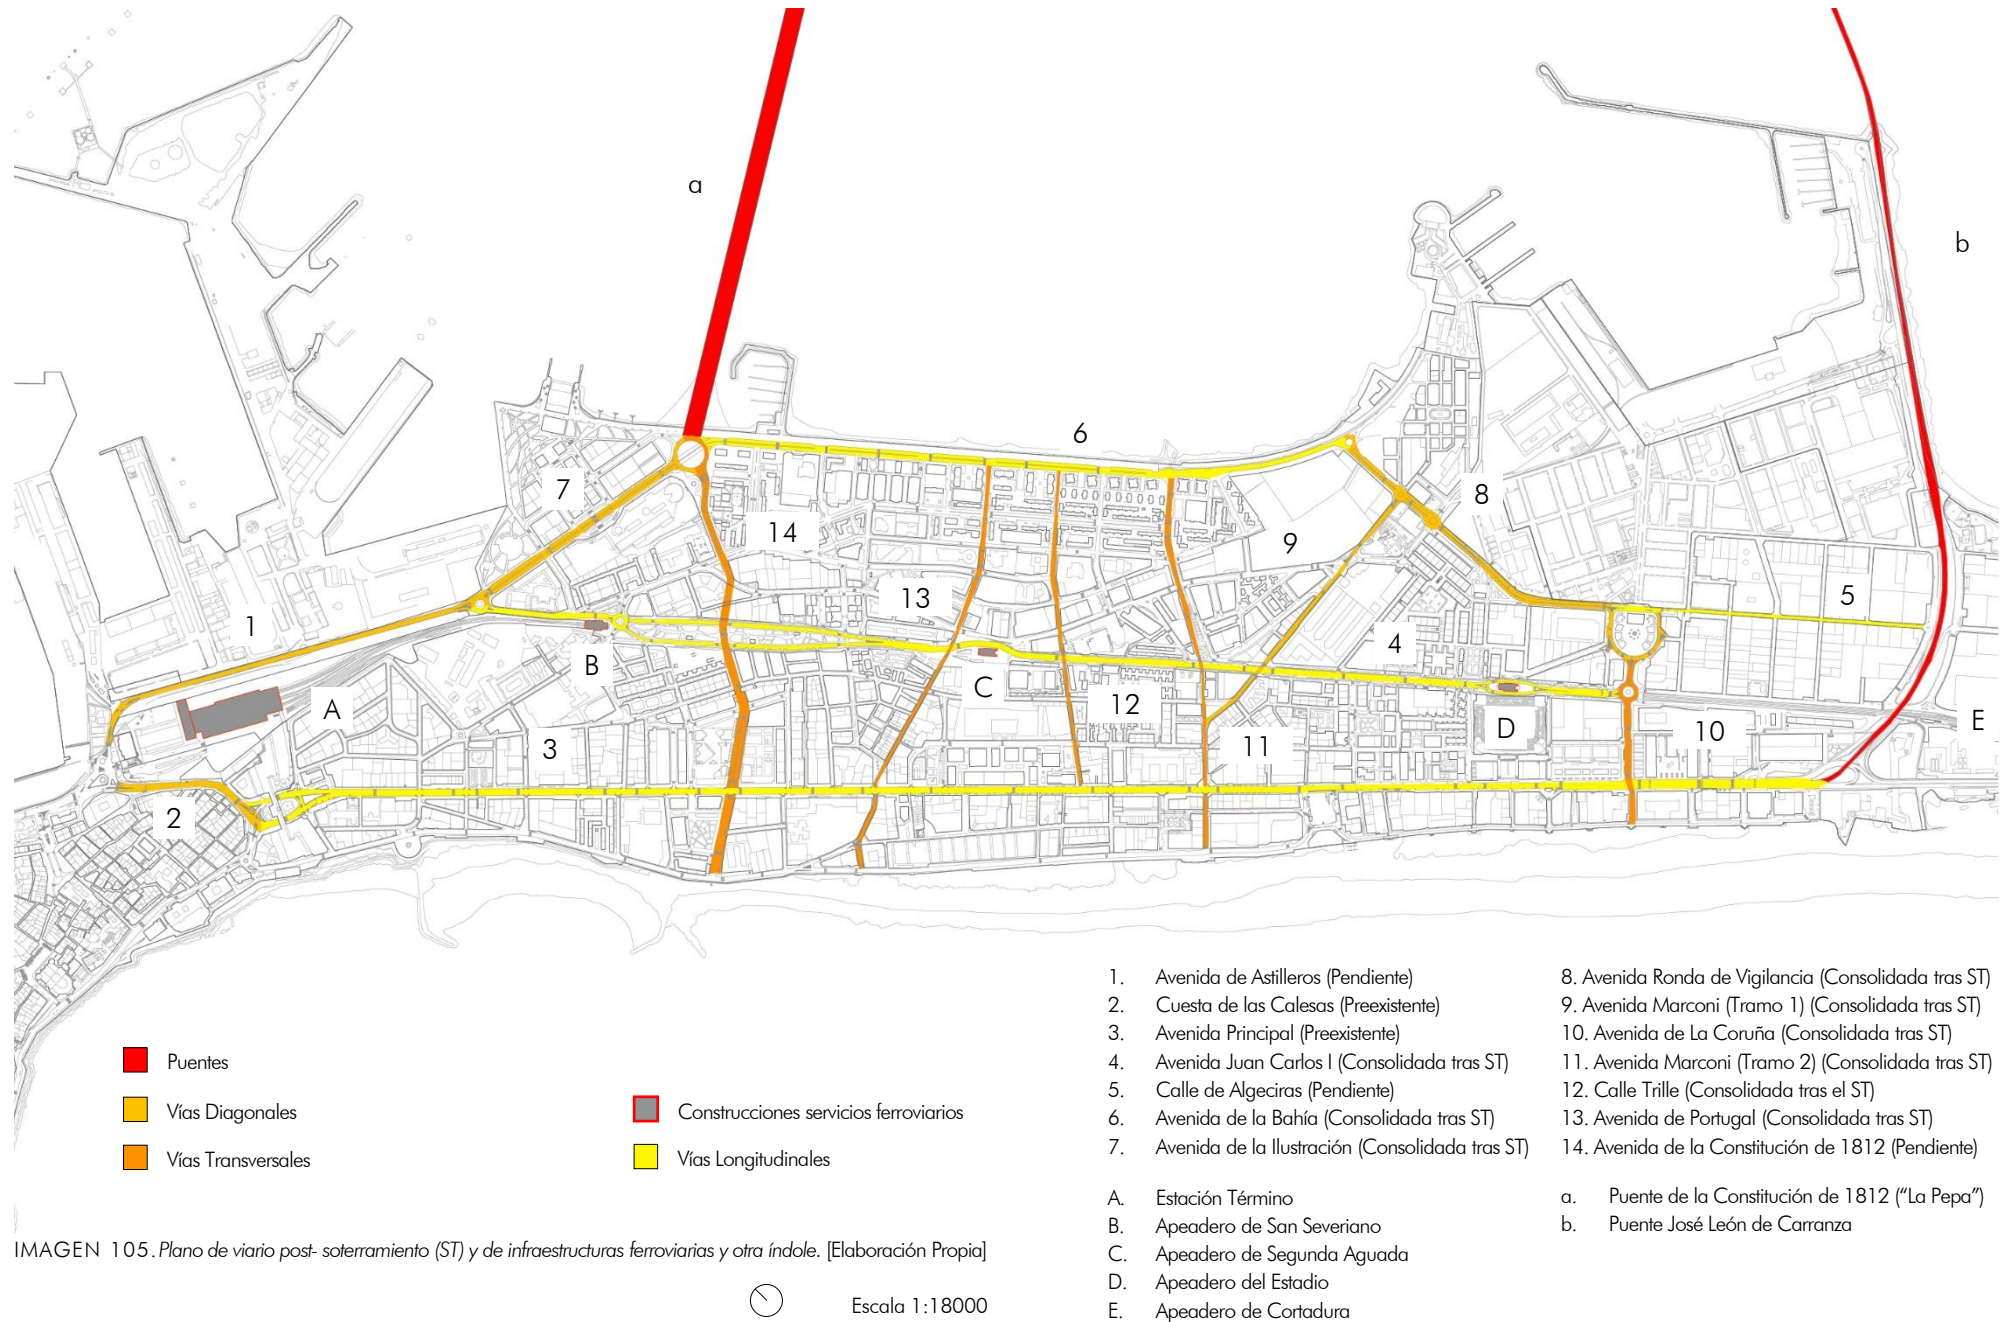 a
b
6
7
8
14
9
13
5
1
4
B
C
A
12
D
E
3
11
10
2
1. Avenida de Astilleros (Pendiente)
2. Cuesta de las Calesas (Preexistente)
3. Avenida Principal (Preexistente)
4. Avenida Juan Carlos I (Consolidada tras ST)
5. Calle de Algeciras (Pendiente)
6. Avenida de la Bahía (Consolidada tras ST)
7. Avenida de la Ilustración (Consolidada tras ST)
8. Avenida Ronda de Vigilancia (Consolidada tras ST)
9. Avenida Marconi (Tramo 1) (Consolidada tras ST)
10. Avenida de La Coruña (Consolidada tras ST)
11. Avenida Marconi (Tramo 2) (Consolidada tras ST)
12. Calle Trille (Consolidada tras el ST)
13. Avenida de Portugal (Consolidada tras ST)
14. Avenida de la Constitución de 1812 (Pendiente)
A. Estación Término
B. Apeadero de San Severiano
C. Apeadero de Segunda Aguada
D. Apeadero del Estadio
E. Apeadero de Cortadura
a. Puente de la Constitución de 1812 (“La Pepa”)
b. Puente José León de Carranza
Puentes
Vías Diagonales
Vías Transversales
Construcciones servicios ferroviarios
Vías Longitudinales
IMAGEN 105. Plano de viario post- soterramiento (ST) y de infraestructuras ferroviarias y otra índole. [Elaboración Propia]
Escala 1:18000